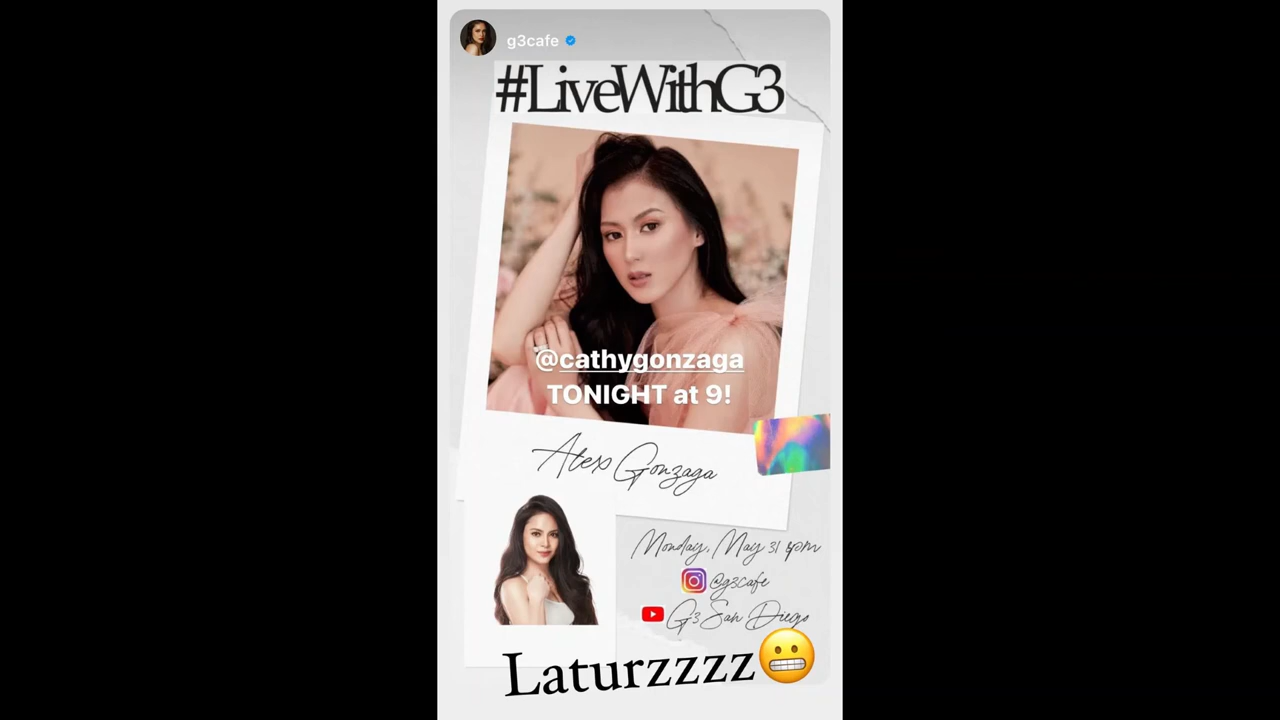 g3cafe
#LiveWithG3
@cathygonzaga
TONIGHT at 9!
Alex Gonzaga
Monday, May 31 9pm
@g3cafe
G3 San Diego
Laturzzzz😬